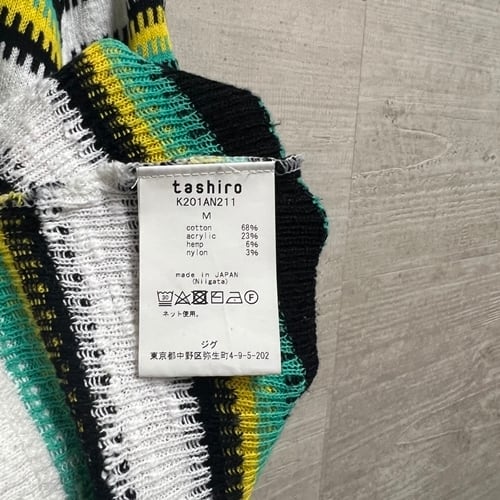 tashiro
K201AN211
M
cotton 68%
acrylic 23%
hemp 6%
nylon 3%
made in JAPAN
(Niigata)
30 F
ネット使用。
ジグ
東京都中野区弥生町4-9-5-202